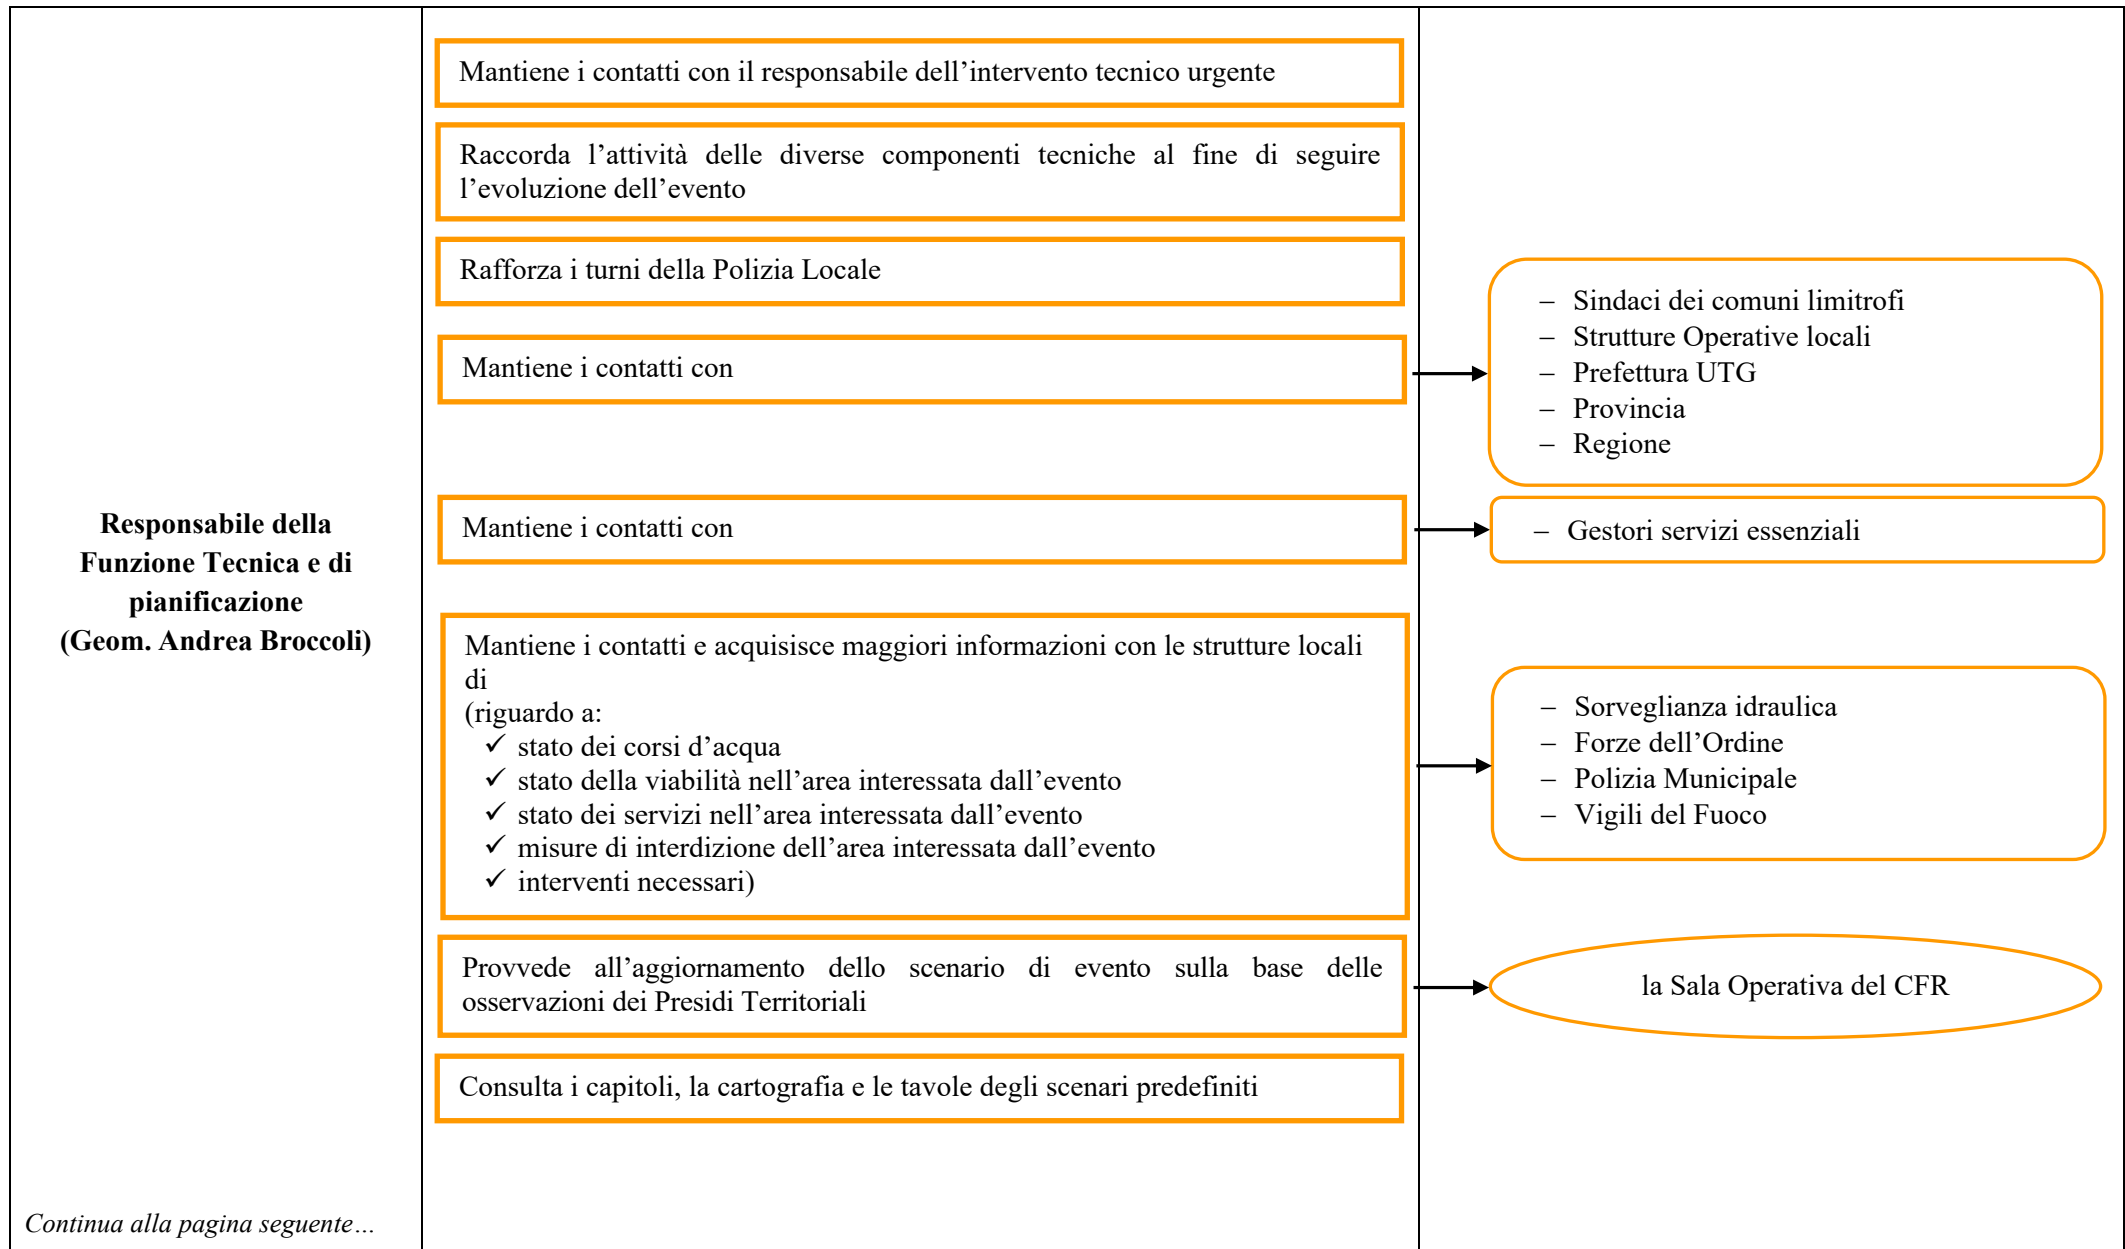 Responsabile della
Funzione Tecnica e di
pianificazione
(Geom. Andrea Broccoli)
Continua alla pagina seguente…
Mantiene i contatti con il responsabile dell’intervento tecnico urgente
Raccorda l’attività delle diverse componenti tecniche al fine di seguire
l’evoluzione dell’evento
Rafforza i turni della Polizia Locale
Mantiene i contatti con
– Sindaci dei comuni limitrofi
– Strutture Operative locali
– Prefettura UTG
– Provincia
– Regione
Mantiene i contatti con
– Gestori servizi essenziali
Mantiene i contatti e acquisisce maggiori informazioni con le strutture locali
di
(riguardo a:
✓ stato dei corsi d’acqua
✓ stato della viabilità nell’area interessata dall’evento
✓ stato dei servizi nell’area interessata dall’evento
✓ misure di interdizione dell’area interessata dall’evento
✓ interventi necessari)
– Sorveglianza idraulica
– Forze dell’Ordine
– Polizia Municipale
– Vigili del Fuoco
Provvede all’aggiornamento dello scenario di evento sulla base delle
osservazioni dei Presidi Territoriali
la Sala Operativa del CFR
Consulta i capitoli, la cartografia e le tavole degli scenari predefiniti